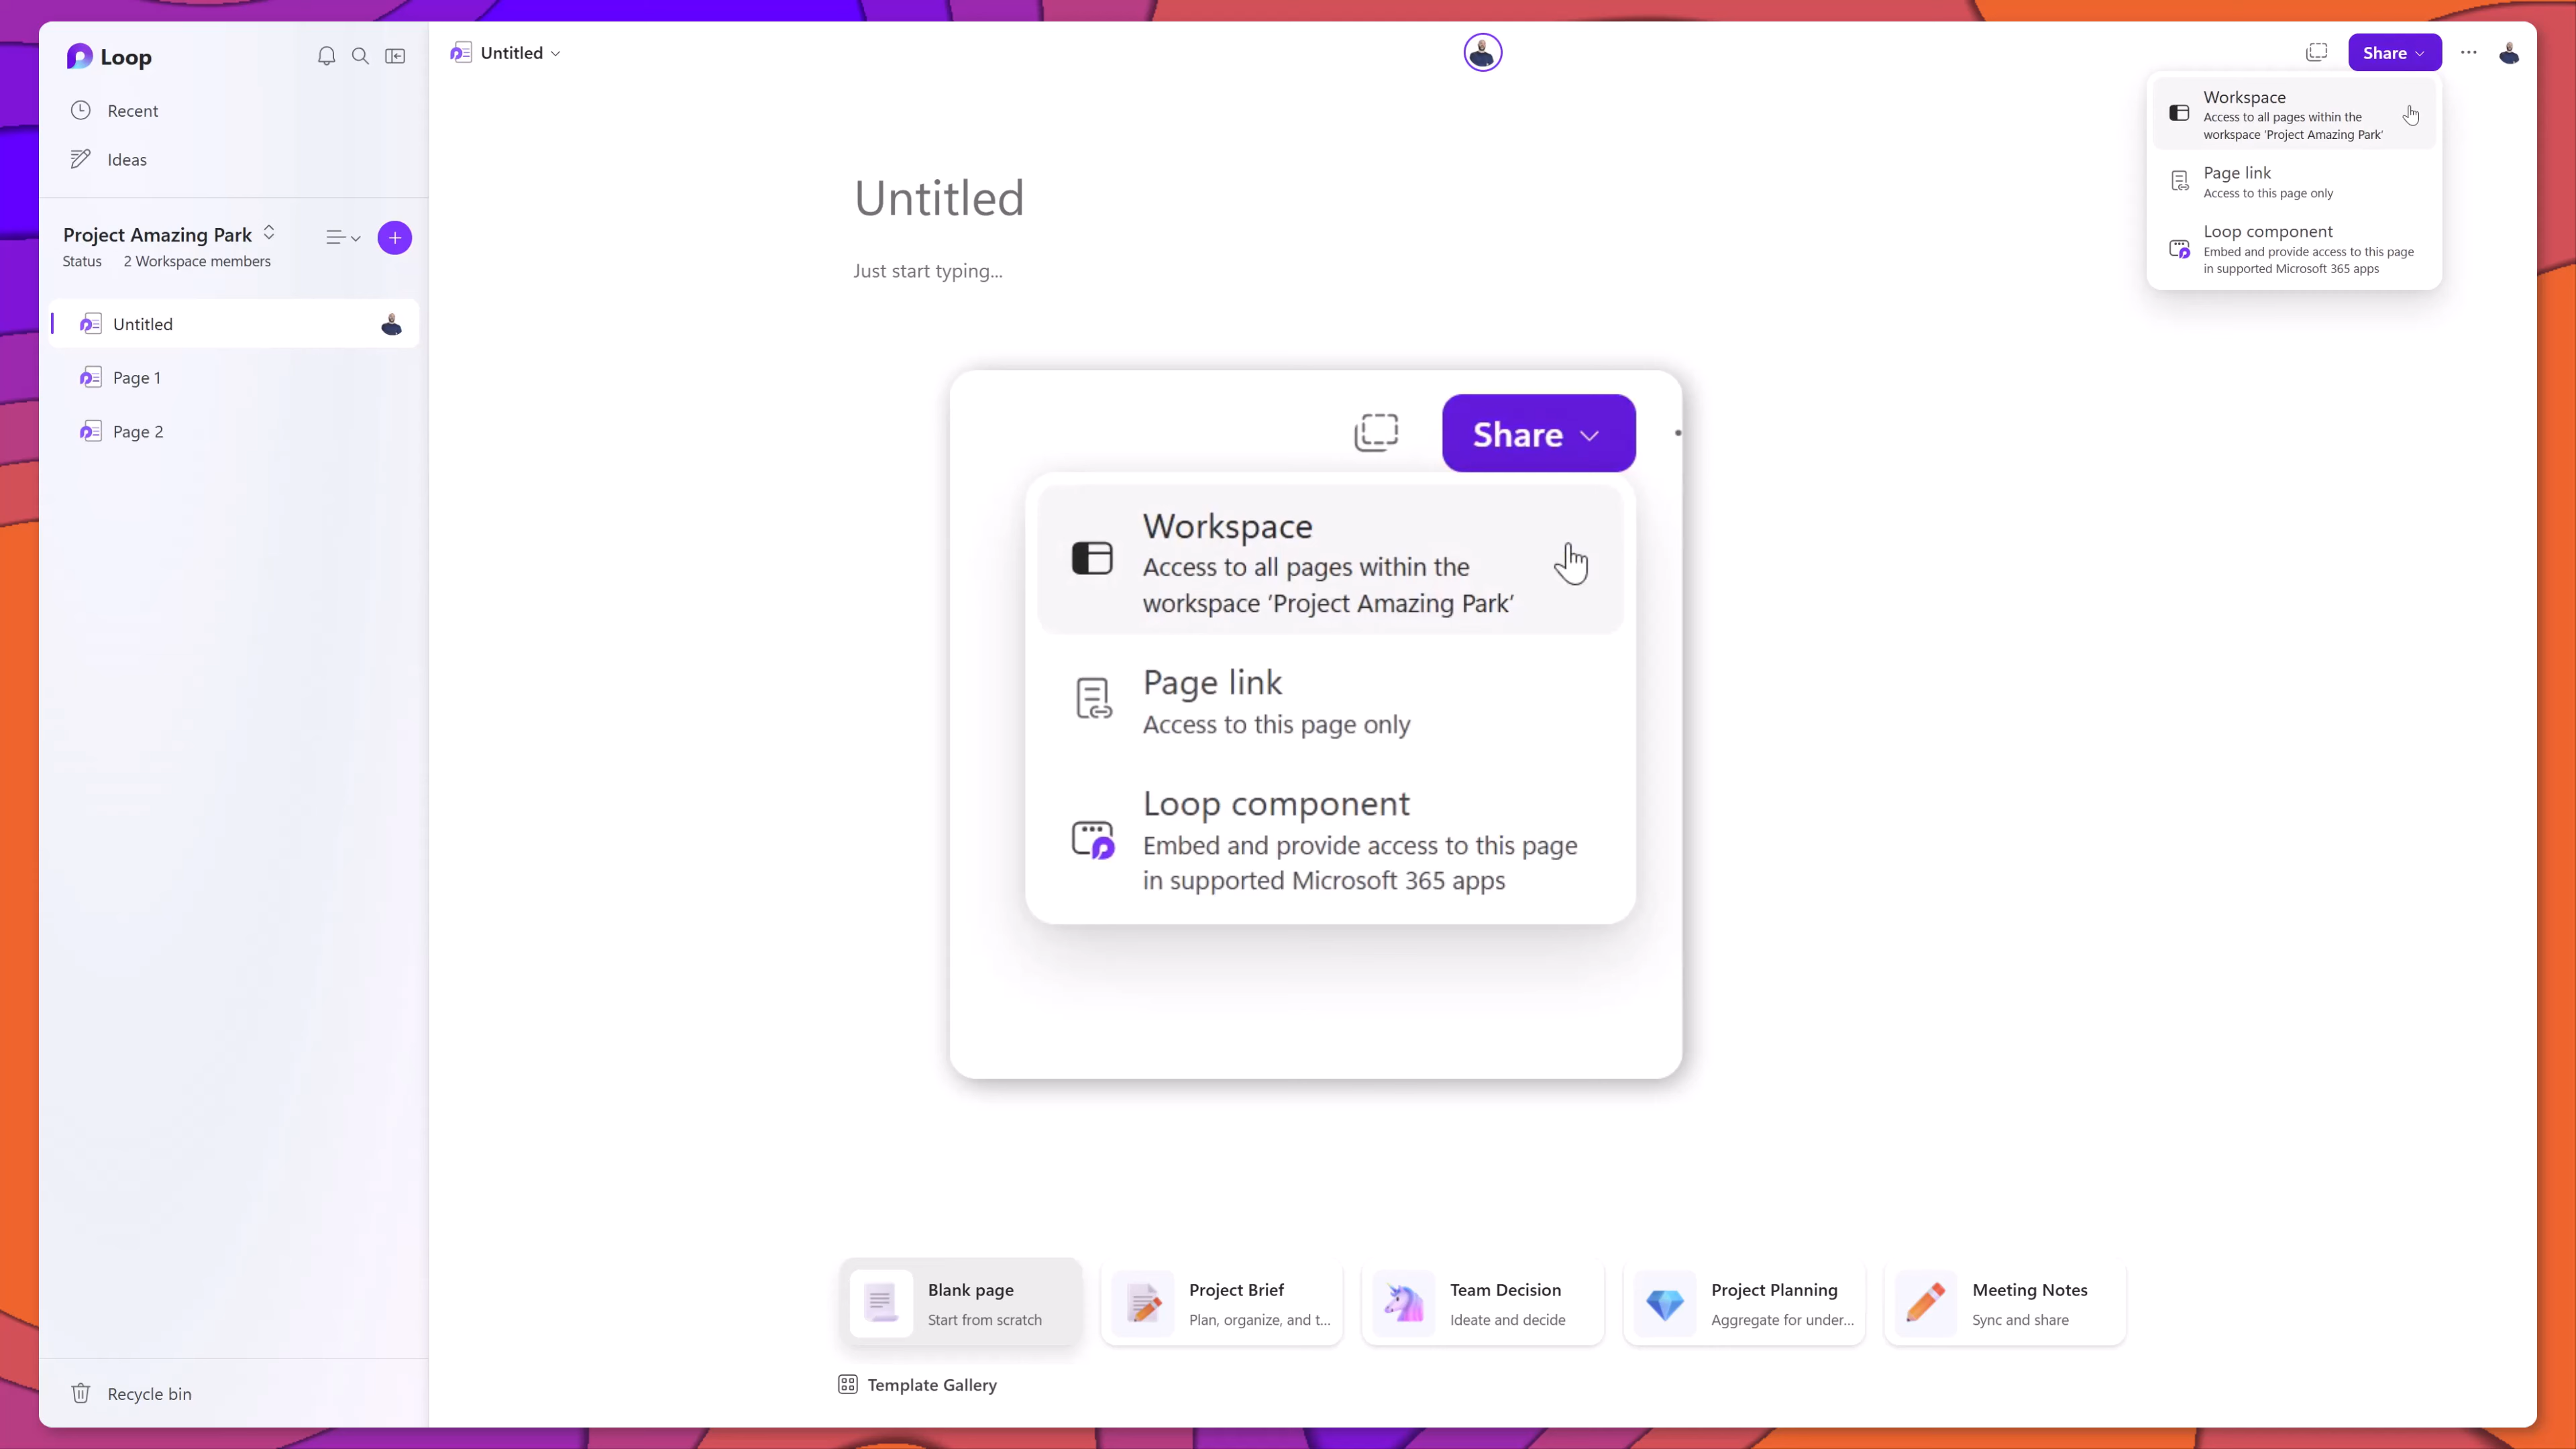 Loop
Recent
Ideas
Project Amazing Park
Status 2 Workspace members
Untitled
Page 1
Page 2
Recycle bin
Untitled
Share
Workspace
Access to all pages within the
workspace ‘Project Amazing Park’
Page link
Access to this page only
Loop component
Embed and provide access to this page
in supported Microsoft 365 apps
Untitled
Just start typing...
Share
Workspace
Access to all pages within the
workspace ‘Project Amazing Park’
Page link
Access to this page only
Loop component
Embed and provide access to this page
in supported Microsoft 365 apps
Blank page
Start from scratch
Project Brief
Plan, organize, and t...
Team Decision
Ideate and decide
Project Planning
Aggregate for under...
Meeting Notes
Sync and share
Template Gallery